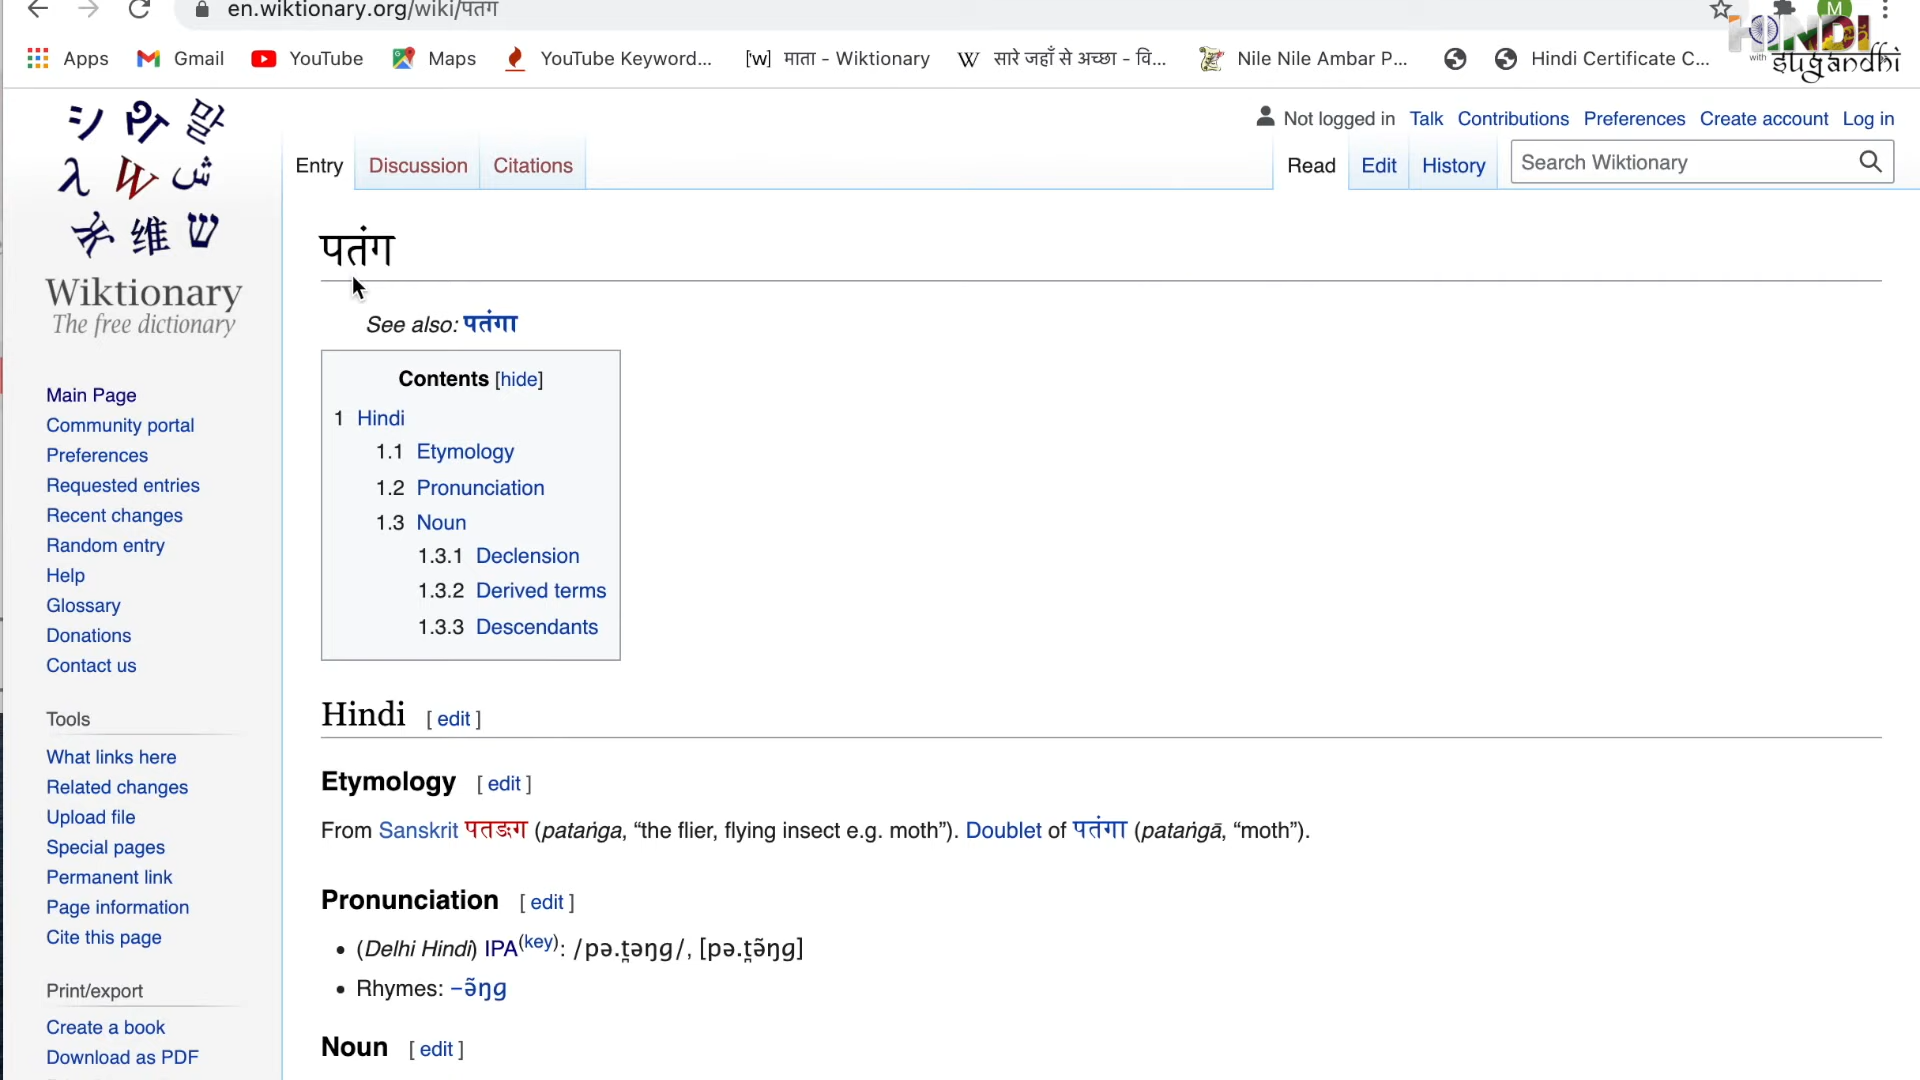 en.wiktionary.org/wiki/पतंग
M
Apps Gmail YouTube Maps YouTube Keyword... [w] माता - Wiktionary W सारे जहाँ से अच्छा - वि... Nile Nile Ambar P... Hindi Certificate C...
HINDI
with sugandhi
シ 말
λ W ش
维 ש
Wiktionary
The free dictionary
Not logged in Talk Contributions Preferences Create account Log in
Entry Discussion Citations Read Edit History Search Wiktionary
पतंग
See also: पतंगा
Contents [hide]
1 Hindi
1.1 Etymology
1.2 Pronunciation
1.3 Noun
1.3.1 Declension
1.3.2 Derived terms
1.3.3 Descendants
Hindi [ edit ]
Etymology [ edit ]
From Sanskrit पतङग (pataṅga, “the flier, flying insect e.g. moth”). Doublet of पतंगा (pataṅgā, “moth”).
Pronunciation [ edit ]
• (Delhi Hindi) IPA(key): /pə.t̪əŋɡ/, [pə.t̪ə̃ŋɡ]
• Rhymes: -ə̃ŋɡ
Noun [ edit ]
Main Page
Community portal
Preferences
Requested entries
Recent changes
Random entry
Help
Glossary
Donations
Contact us
Tools
What links here
Related changes
Upload file
Special pages
Permanent link
Page information
Cite this page
Print/export
Create a book
Download as PDF